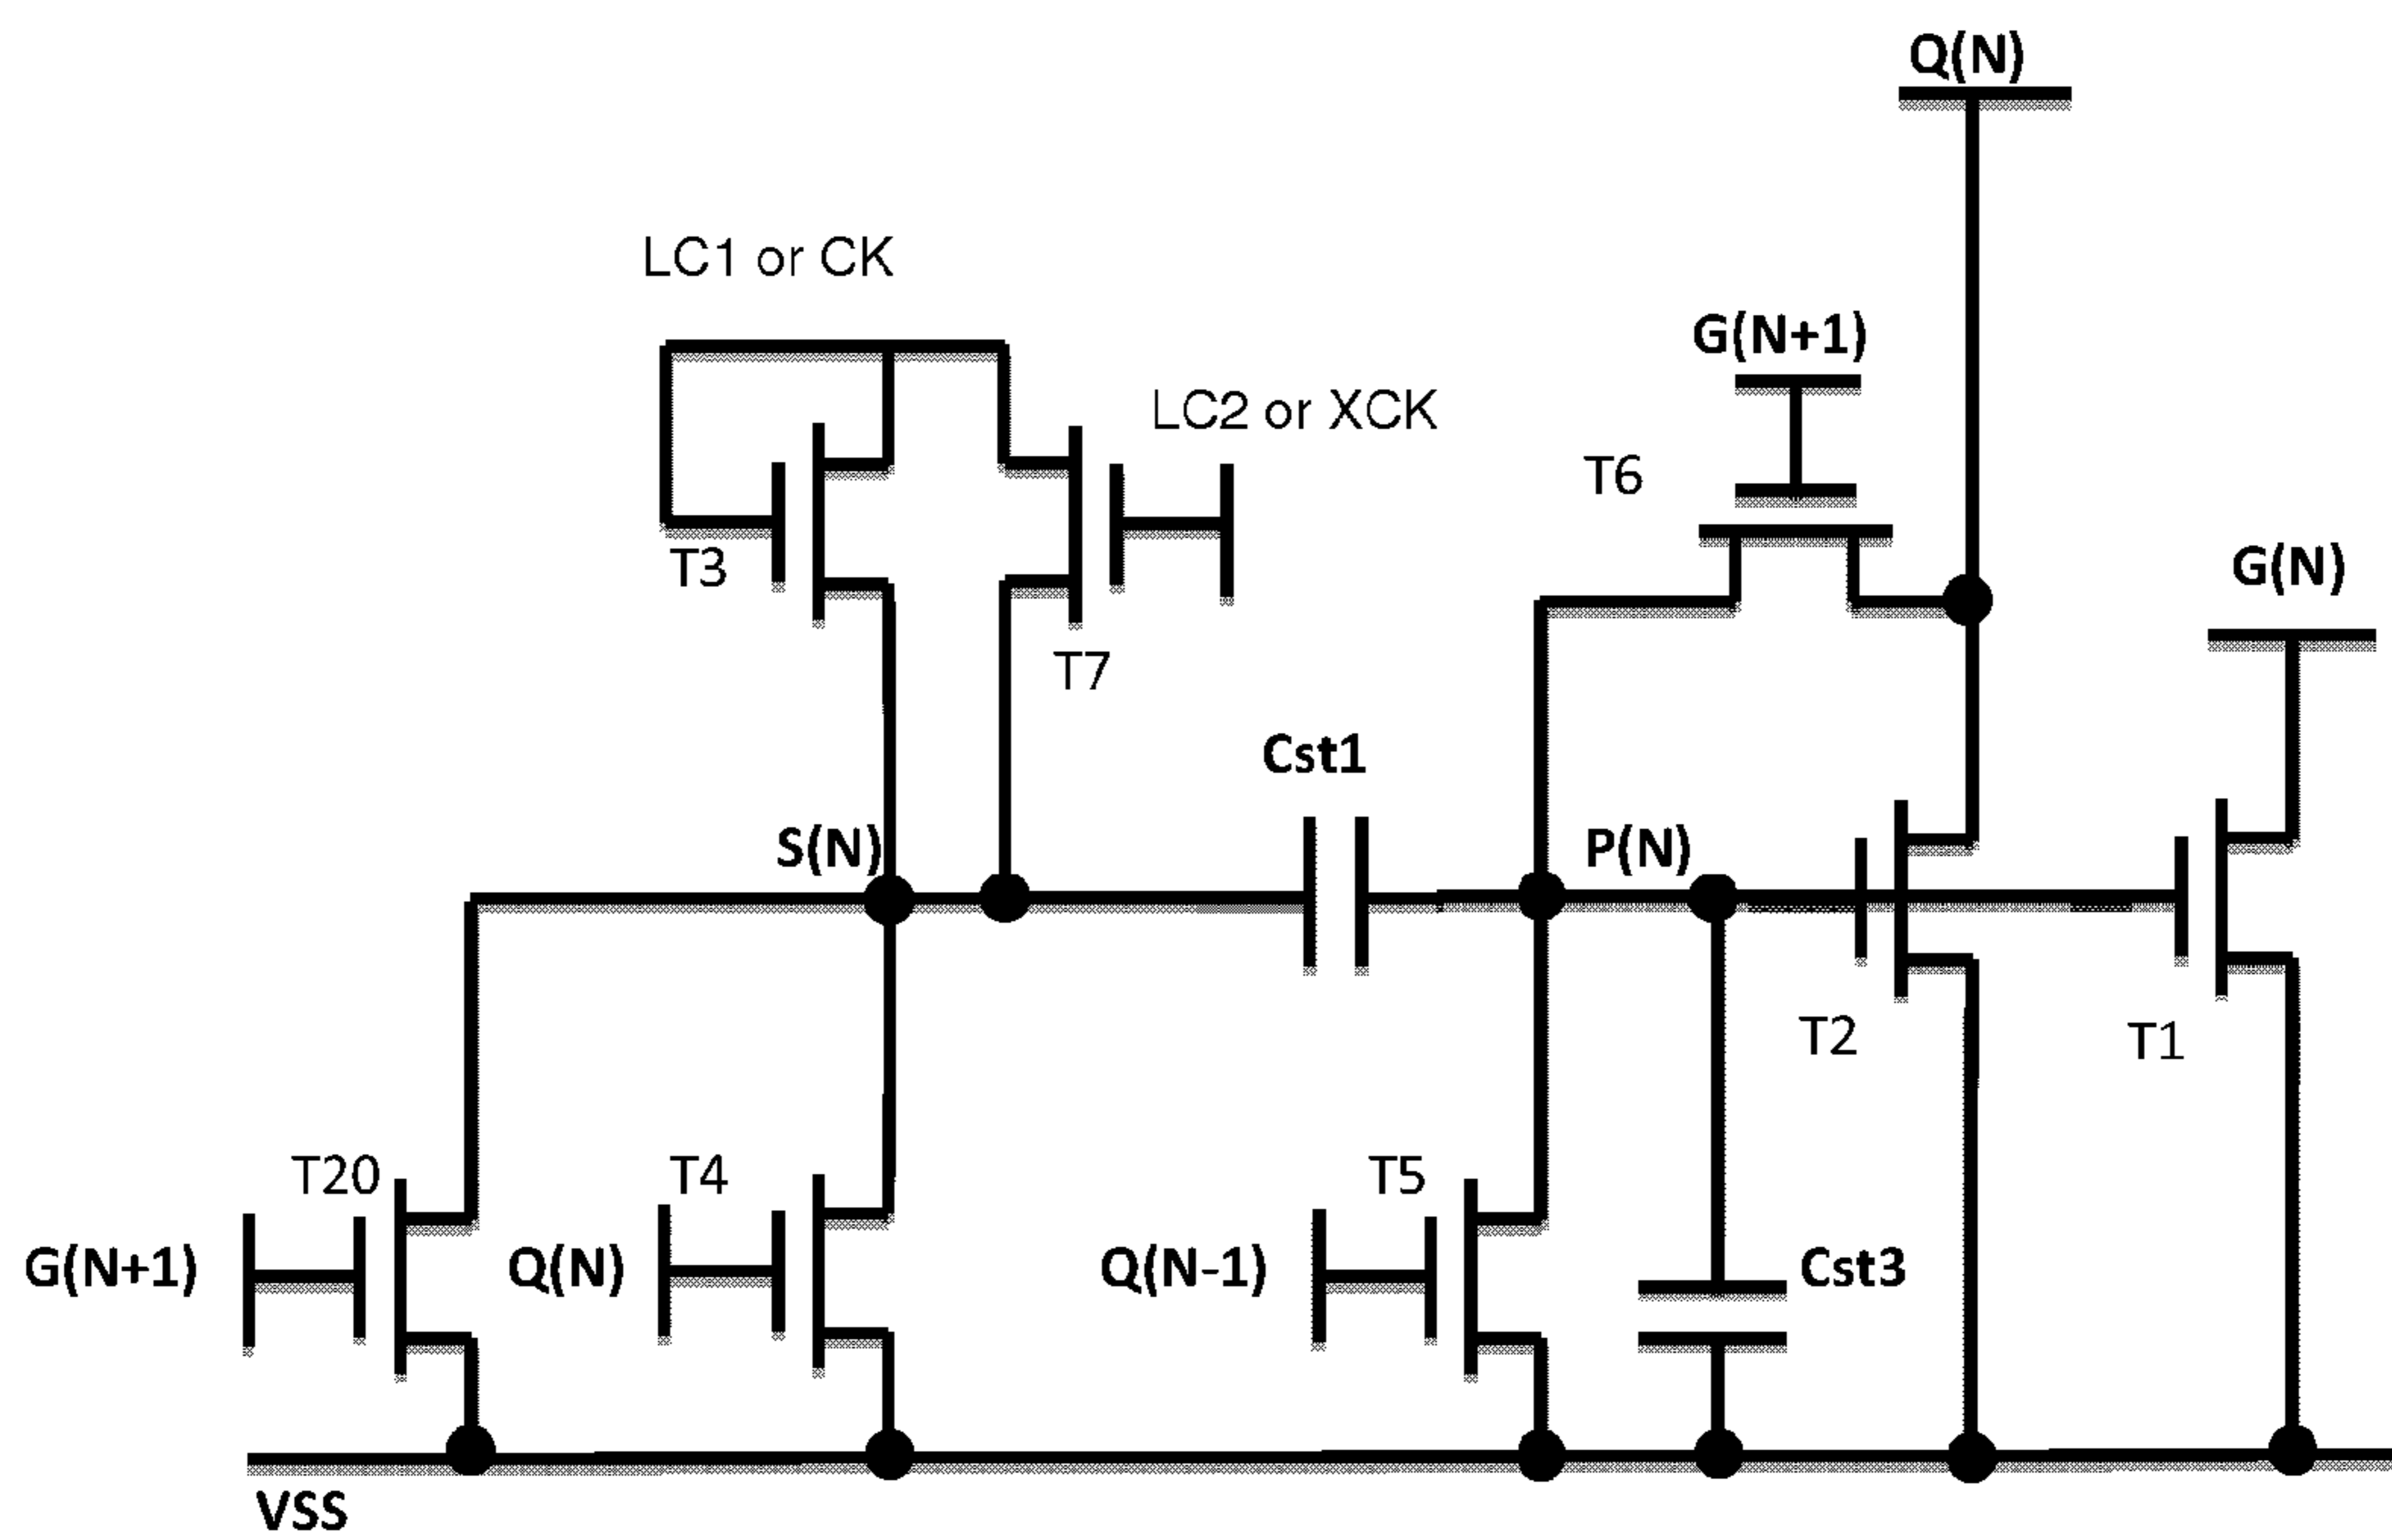 Q(N)
LC1 or CK
G(N+1)
LC2 or XCK
T6
T3
G(N)
T7
Cst1
S(N)
P(N)
T2
T1
T20
T4
T5
G(N+1)
Q(N)
Q(N-1)
Cst3
VSS